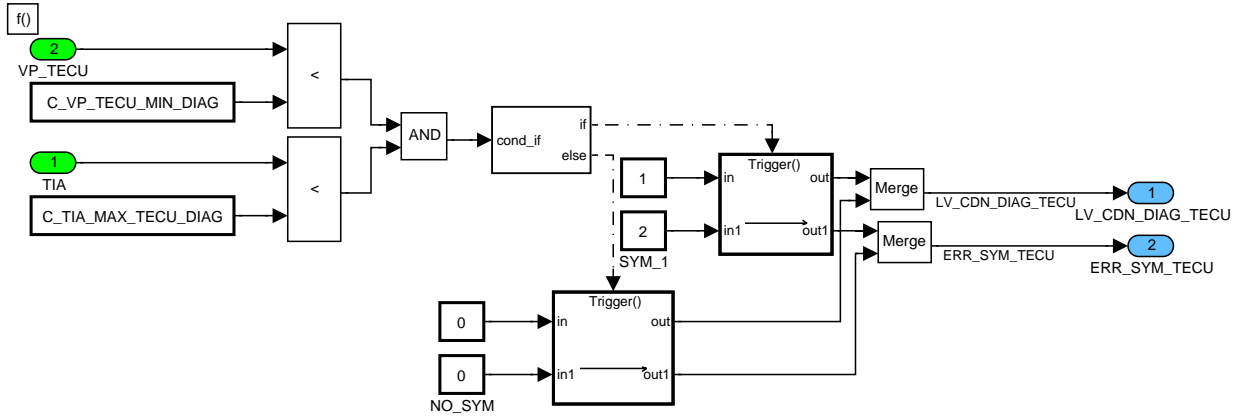 f()
2
VP_TECU
C_VP_TECU_MIN_DIAG
<
1
TIA
C_TIA_MAX_TECU_DIAG
<
AND
cond_if
if
else
1
2
SYM_1
Trigger()
in
out
in1
out1
Merge
LV_CDN_DIAG_TECU
1
LV_CDN_DIAG_TECU
Merge
ERR_SYM_TECU
2
ERR_SYM_TECU
0
0
NO_SYM
Trigger()
in
out
in1
out1